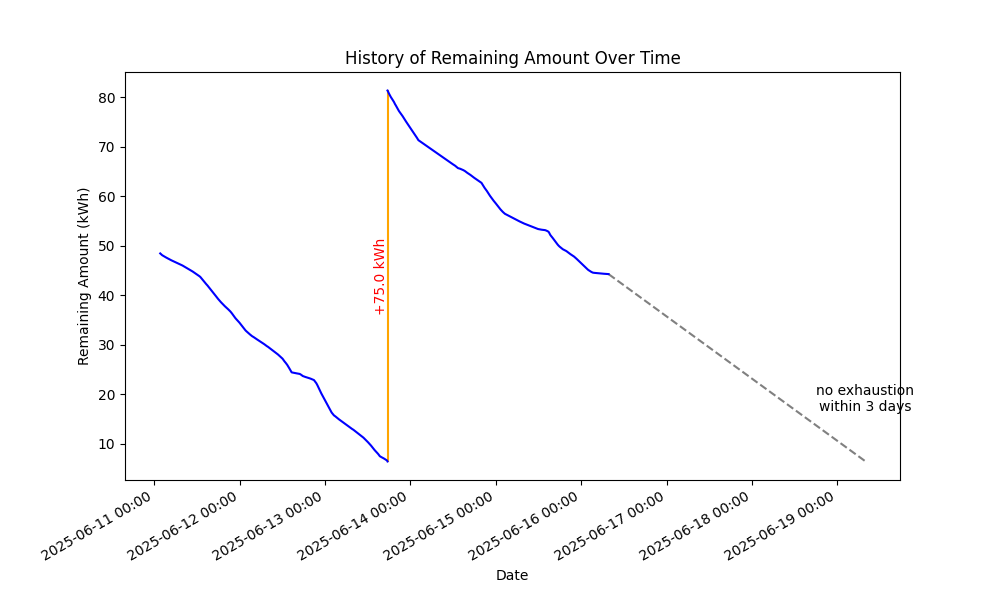 History of Remaining Amount Over Time
Remaining Amount (kWh)
80
70
60
50
40
30
20
10
+75.0 kWh
no exhaustion
within 3 days
2025-06-11 00:00
2025-06-12 00:00
2025-06-13 00:00
2025-06-14 00:00
2025-06-15 00:00
2025-06-16 00:00
2025-06-17 00:00
2025-06-18 00:00
2025-06-19 00:00
Date